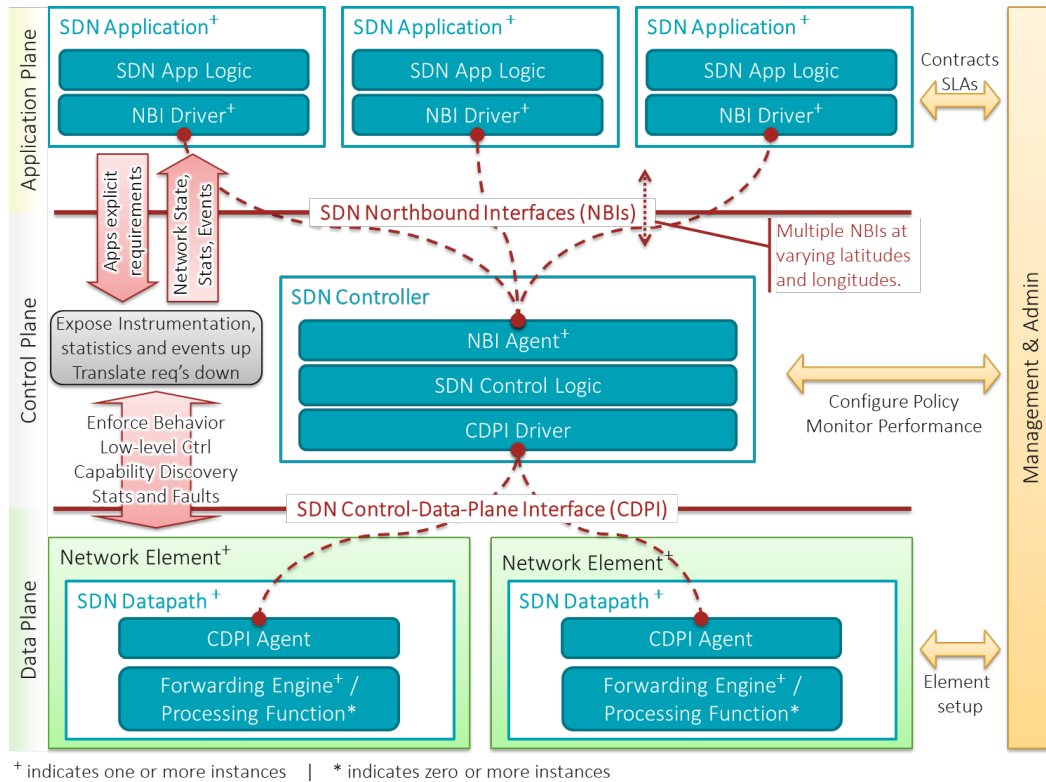 Application Plane
SDN Application+
SDN App Logic
NBI Driver+
SDN Application+
SDN App Logic
NBI Driver+
SDN Application+
SDN App Logic
NBI Driver+
Contracts
SLAs
Apps explicit
requirements
Network State,
Stats, Events
SDN Northbound Interfaces (NBIs)
Multiple NBIs at
varying latitudes
and longitudes.
Control Plane
Expose Instrumentation,
statistics and events up
Translate req's down
SDN Controller
NBI Agent+
SDN Control Logic
CDPI Driver
Configure Policy
Monitor Performance
Management & Admin
Enforce Behavior
Low-level Ctrl
Capability Discovery
Stats and Faults
SDN Control-Data-Plane Interface (CDPI)
Data Plane
Network Element+
SDN Datapath+
CDPI Agent
Forwarding Engine+ /
Processing Function*
Network Element+
SDN Datapath+
CDPI Agent
Forwarding Engine+ /
Processing Function*
Element
setup
+ indicates one or more instances | * indicates zero or more instances